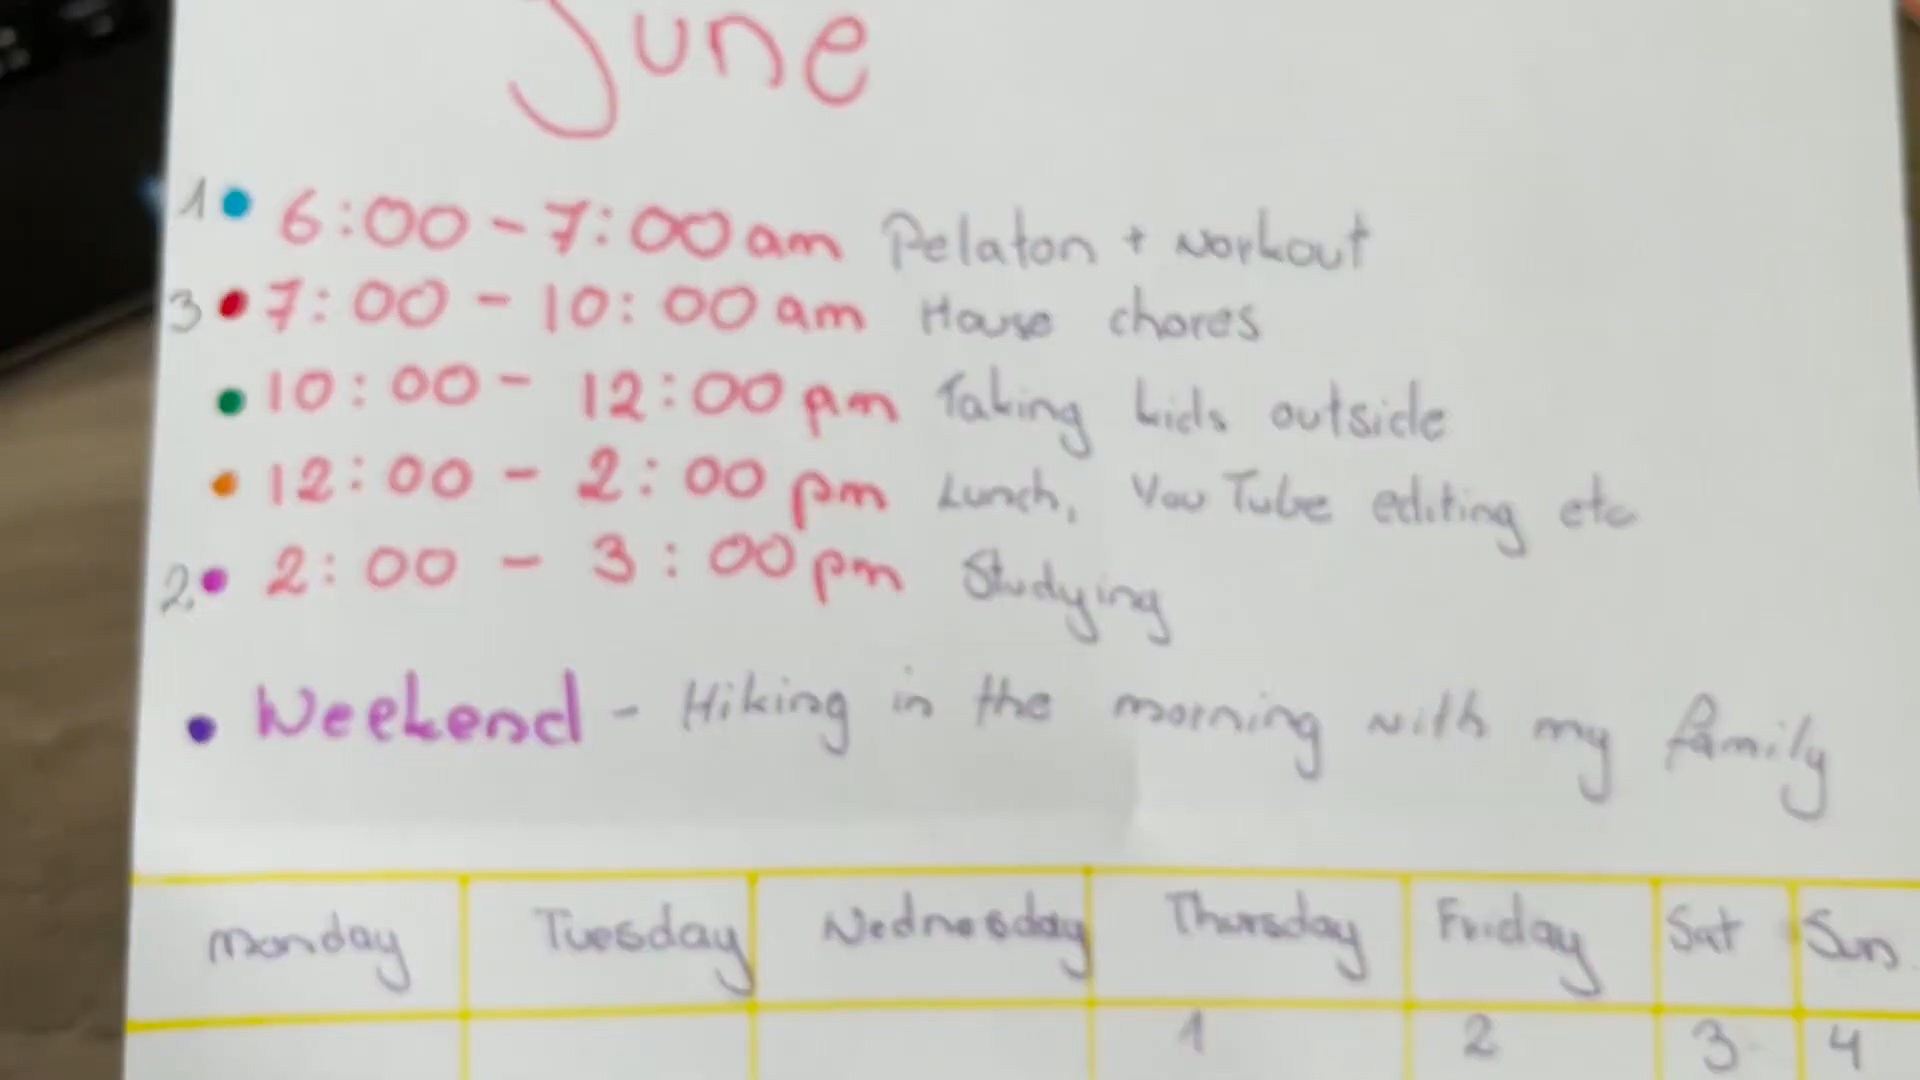 June
1 • 6:00 - 7:00 am Pelaton + workout
3 • 7:00 - 10:00 am House chores
• 10:00 - 12:00 pm Taking kids outside
• 12:00 - 2:00 pm Lunch, YouTube editing etc
2 • 2:00 - 3:00 pm Studying
• Weekend - Hiking in the morning with my family
Monday Tuesday Wednesday Thursday Friday Sat Sun
1 2 3 4